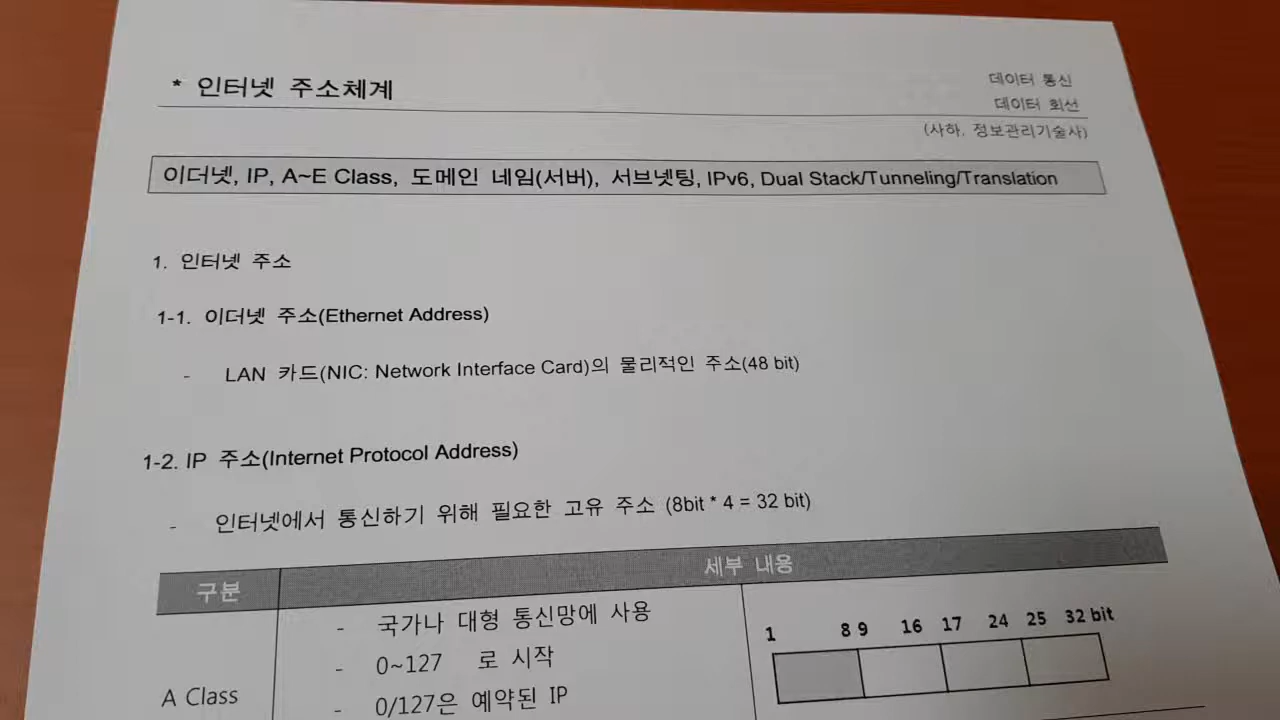 * 인터넷 주소체계
데이터 통신
데이터 회선
(사하, 정보관리기술사)
이더넷, IP, A~E Class, 도메인 네임(서버), 서브넷팅, IPv6, Dual Stack/Tunneling/Translation
1. 인터넷 주소
1-1. 이더넷 주소(Ethernet Address)
- LAN 카드(NIC: Network Interface Card)의 물리적인 주소(48 bit)
1-2. IP 주소(Internet Protocol Address)
- 인터넷에서 통신하기 위해 필요한 고유 주소 (8bit * 4 = 32 bit)
구분 세부 내용
A Class
- 국가나 대형 통신망에 사용
- 0~127 로 시작
- 0/127은 예약된 IP
1 8 9 16 17 24 25 32 bit